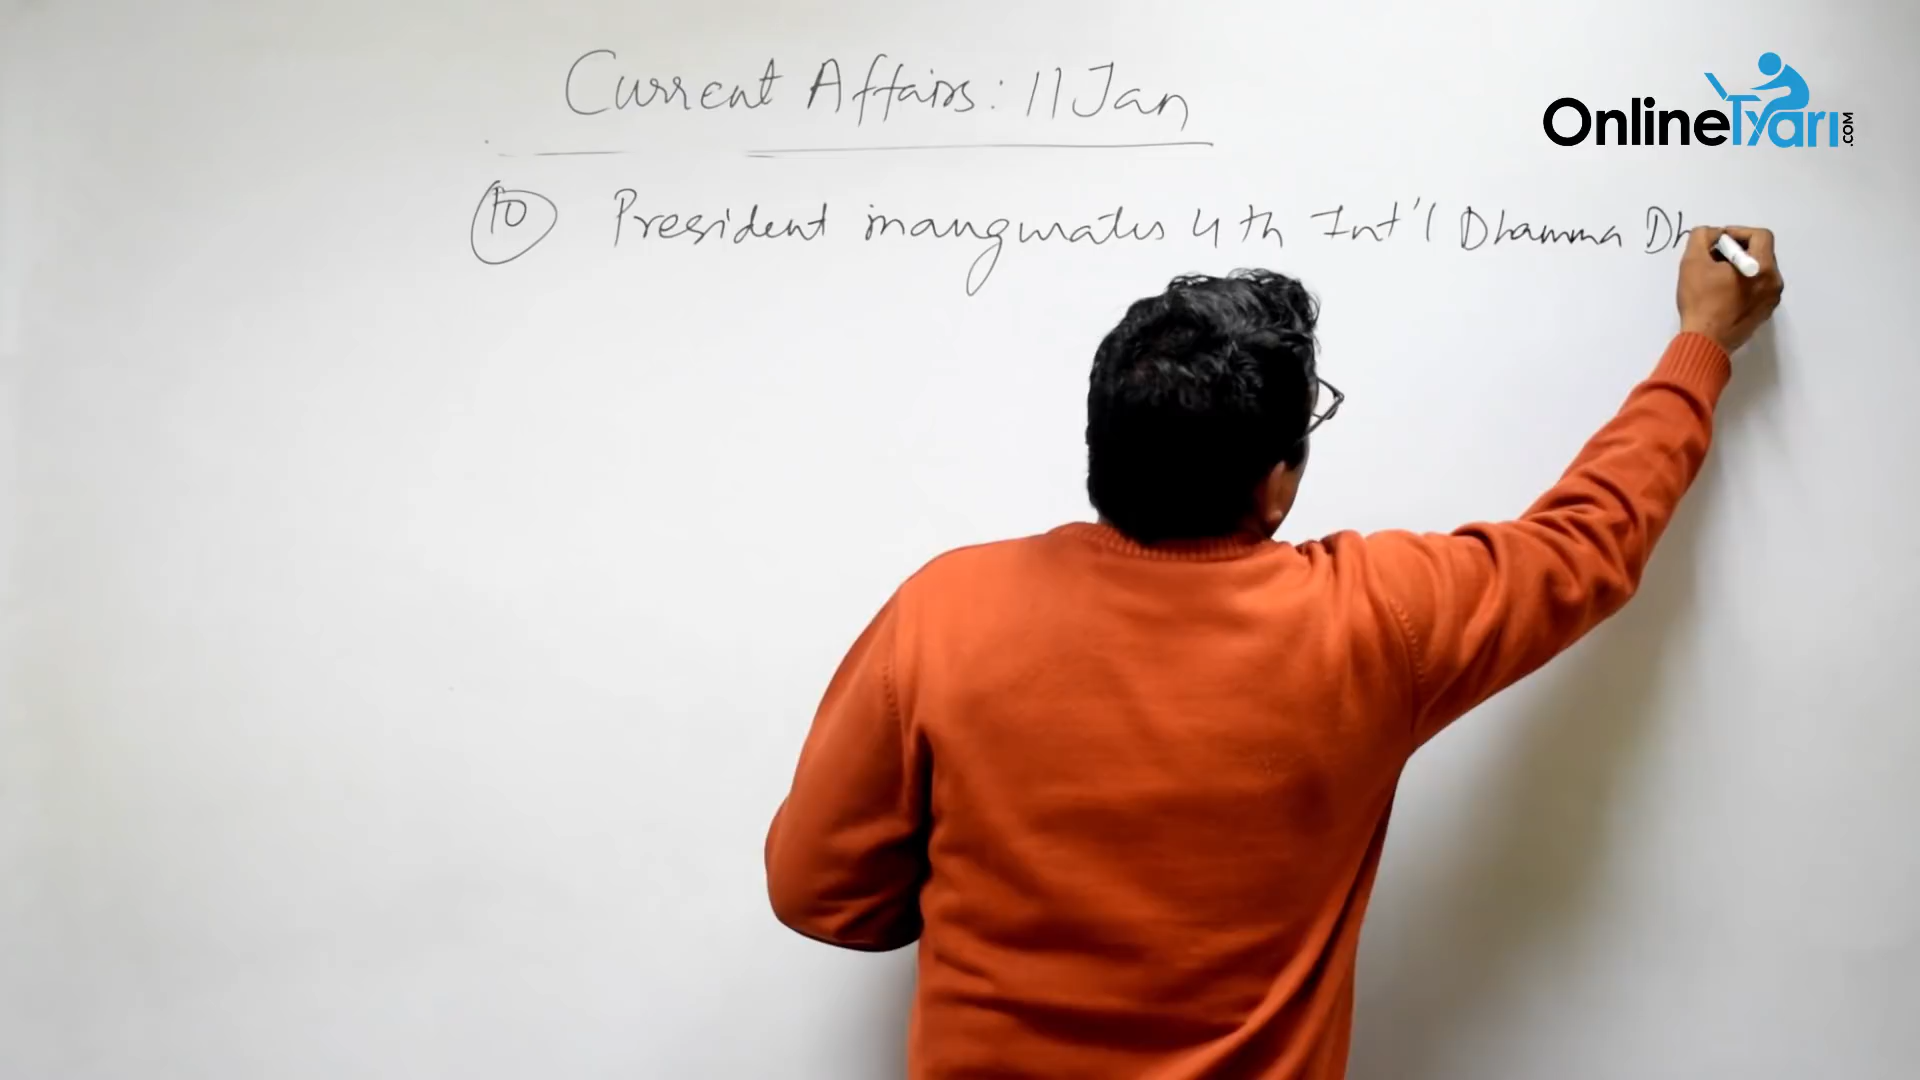 Current Affairs: 11 Jan
OnlineTyari.COM
10 President inaugurates 4th Int'l Dhamma Dh